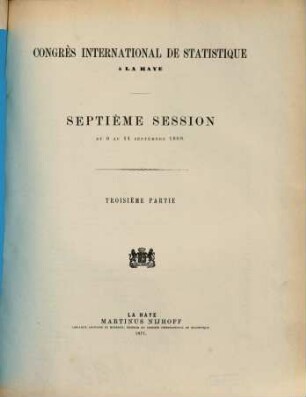 CONGRÈS INTERNATIONAL DE STATISTIQUE
à LA HAYE
SEPTIÈME SESSION
DU 6 AU 11 SEPTEMBRE 1869
TROISIÈME PARTIE
LA HAYE
MARTINUS NIJHOFF
1871.